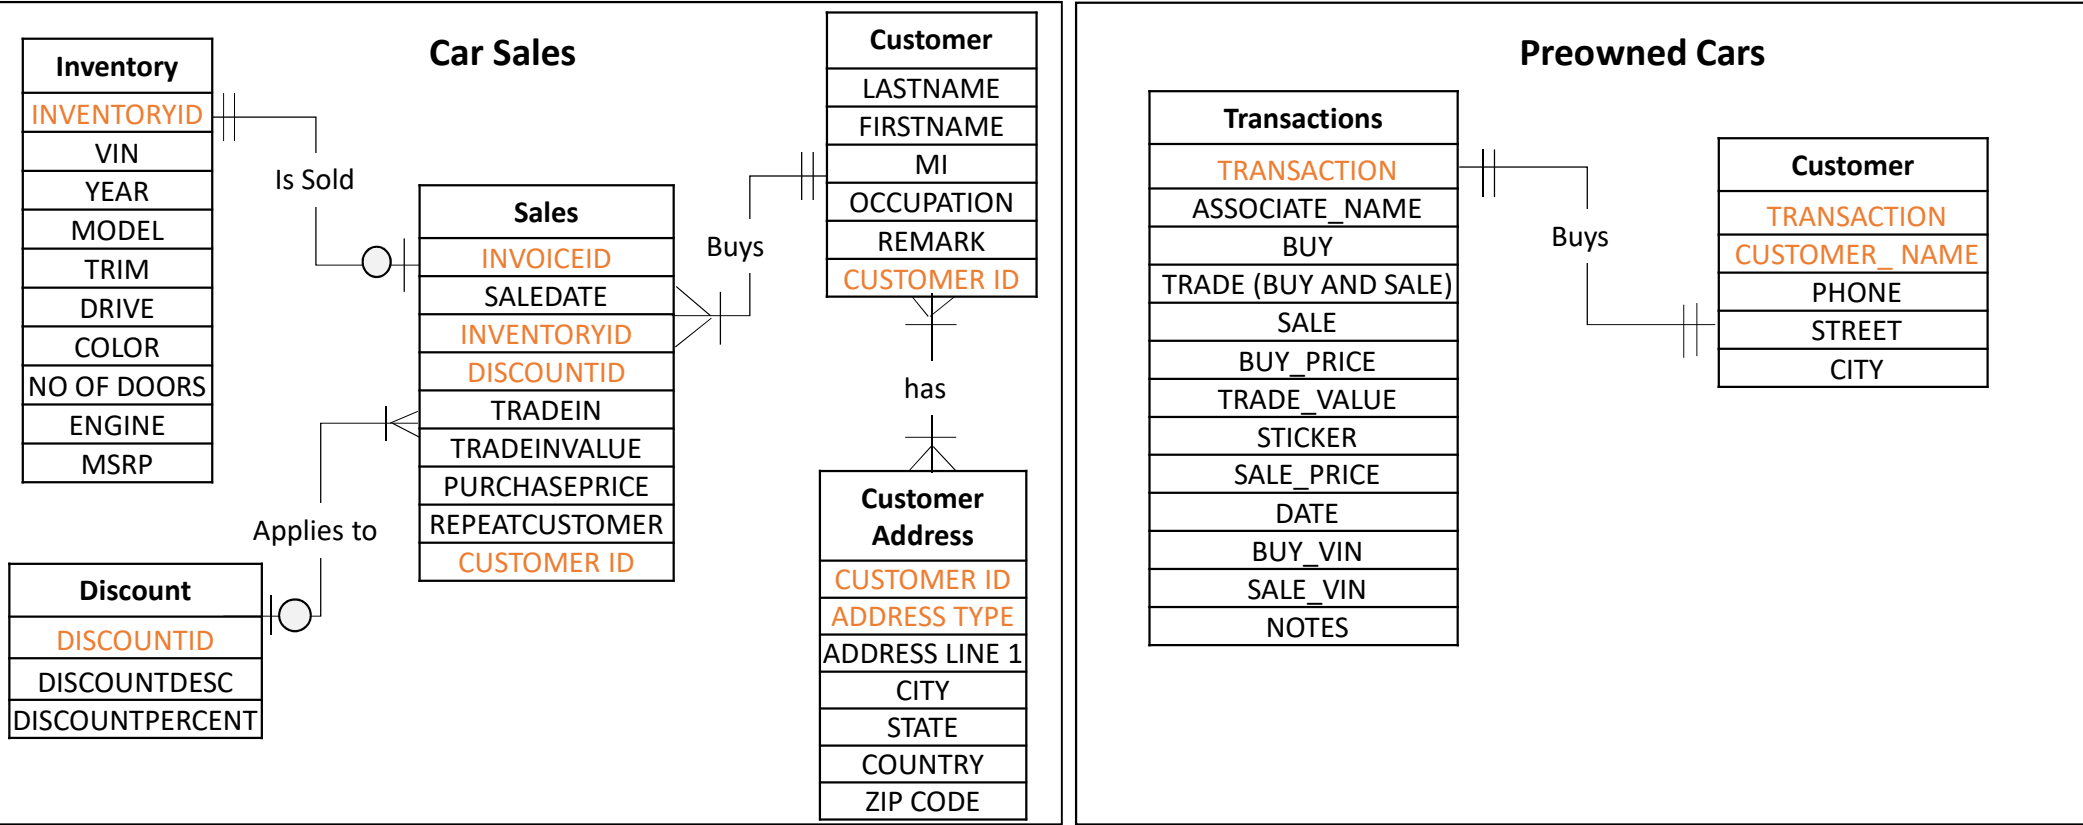 Car Sales
Inventory
INVENTORYID
VIN
YEAR
MODEL
TRIM
DRIVE
COLOR
NO OF DOORS
ENGINE
MSRP
Is Sold
Sales
INVOICEID
SALEDATE
INVENTORYID
DISCOUNTID
TRADEIN
TRADEINVALUE
PURCHASEPRICE
REPEATCUSTOMER
CUSTOMER ID
Applies to
Discount
DISCOUNTID
DISCOUNTDESC
DISCOUNTPERCENT
Buys
Customer
LASTNAME
FIRSTNAME
MI
OCCUPATION
REMARK
CUSTOMER ID
has
Customer
Address
CUSTOMER ID
ADDRESS TYPE
ADDRESS LINE 1
CITY
STATE
COUNTRY
ZIP CODE
Preowned Cars
Transactions
TRANSACTION
ASSOCIATE_NAME
BUY
TRADE (BUY AND SALE)
SALE
BUY_PRICE
TRADE_VALUE
STICKER
SALE_PRICE
DATE
BUY_VIN
SALE_VIN
NOTES
Buys
Customer
TRANSACTION
CUSTOMER_ NAME
PHONE
STREET
CITY